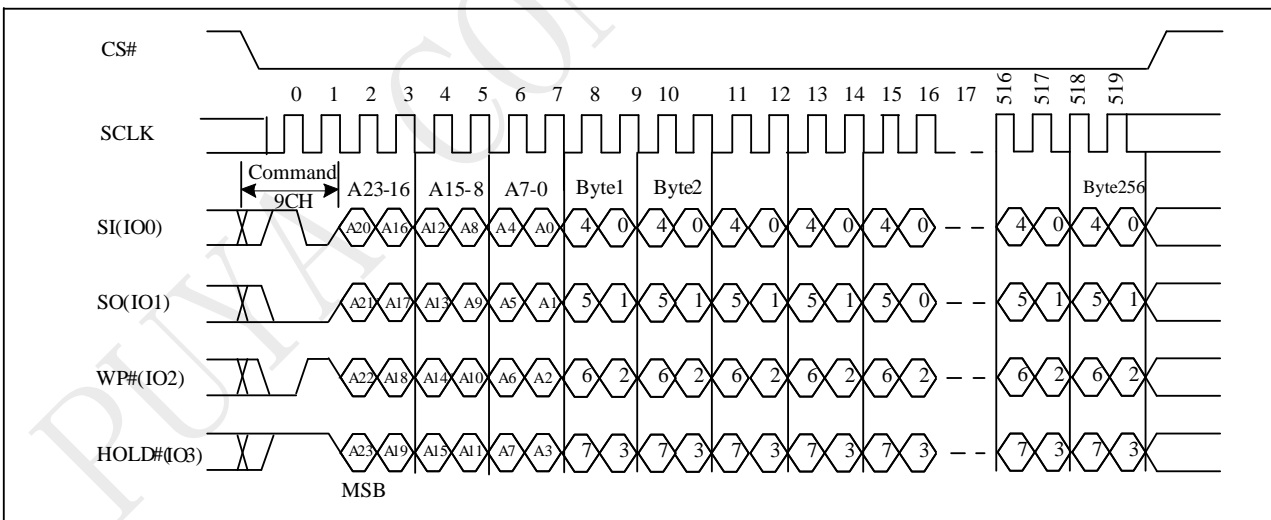 CS#
0 1 2 3 4 5 6 7 8 9 10 11 12 13 14 15 16 17 516 517 518 519
SCLK
Command
9CH
A23-16 A15-8 A7-0 Byte1 Byte2 Byte256
SI(IO0) A20 A16 A12 A8 A4 A0 4 0 4 0 4 0 4 0 4 0 4 0 4 0
SO(IO1) A21 A17 A13 A9 A5 A1 5 1 5 1 5 1 5 1 5 0 5 1 5 1
WP#(IO2) A22 A18 A14 A10 A6 A2 6 2 6 2 6 2 6 2 6 2 6 2 6 2
HOLD#(IO3) A23 A19 A15 A11 A7 A3 7 3 7 3 7 3 7 3 7 3 7 3 7 3
MSB
PUYA CON